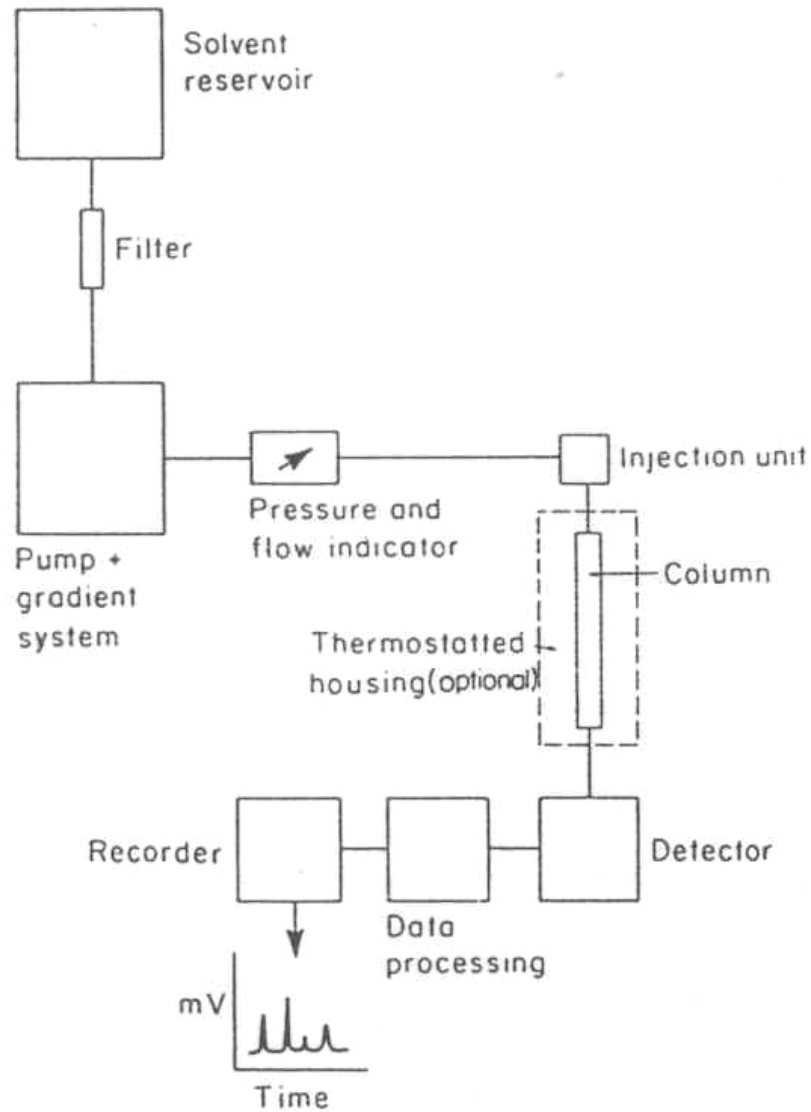 Solvent
reservoir
Filter
Injection unit
Pressure and
flow indicator
Pump +
gradient
system
Column
Thermostatted
housing(optional)
Recorder
Detector
Data
processing
mV
Time